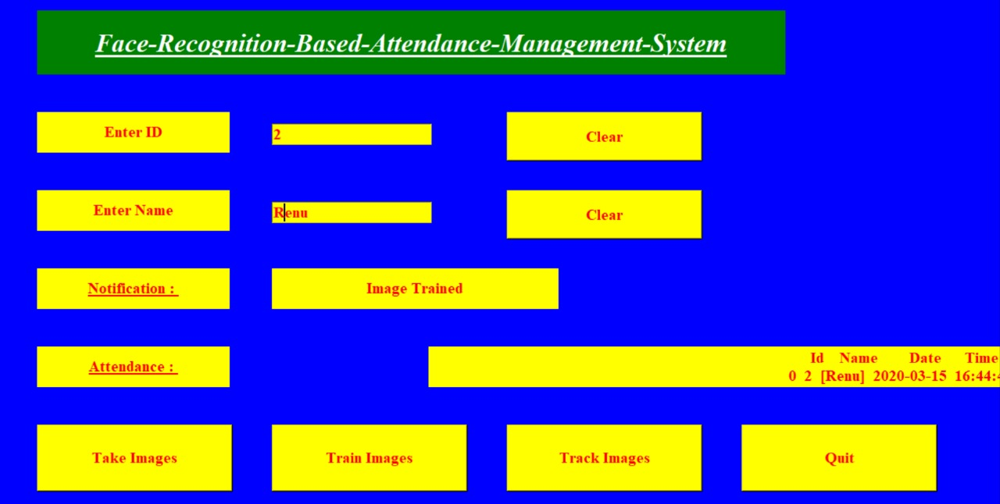 Face-Recognition-Based-Attendance-Management-System
Enter ID
2
Clear
Enter Name
Renu
Clear
Notification :
Image Trained
Attendance :
Id Name Date Time
0 2 [Renu] 2020-03-15 16:44:
Take Images
Train Images
Track Images
Quit